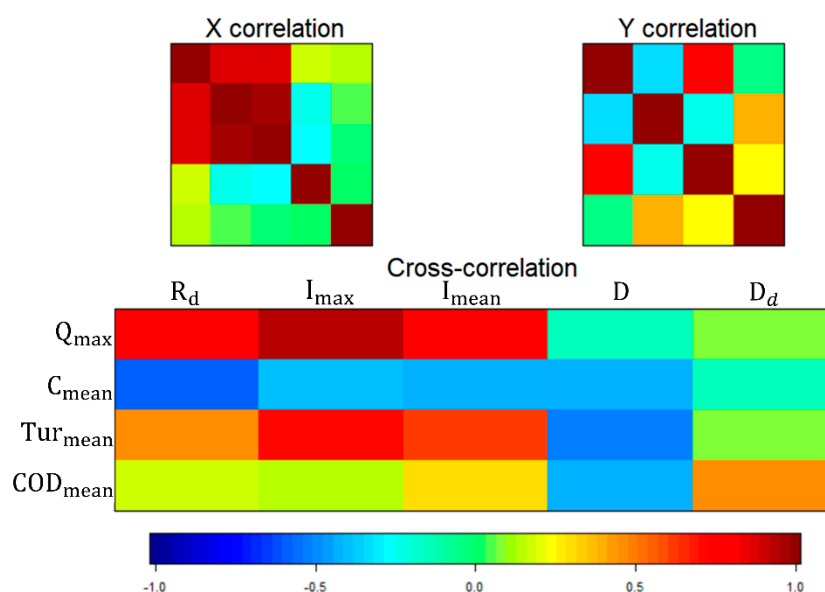 X correlation Y correlation
Cross-correlation
R_d I_max I_mean D D_d
Q_max
C_mean
Tur_mean
COD_mean
-1.0 -0.5 0.0 0.5 1.0